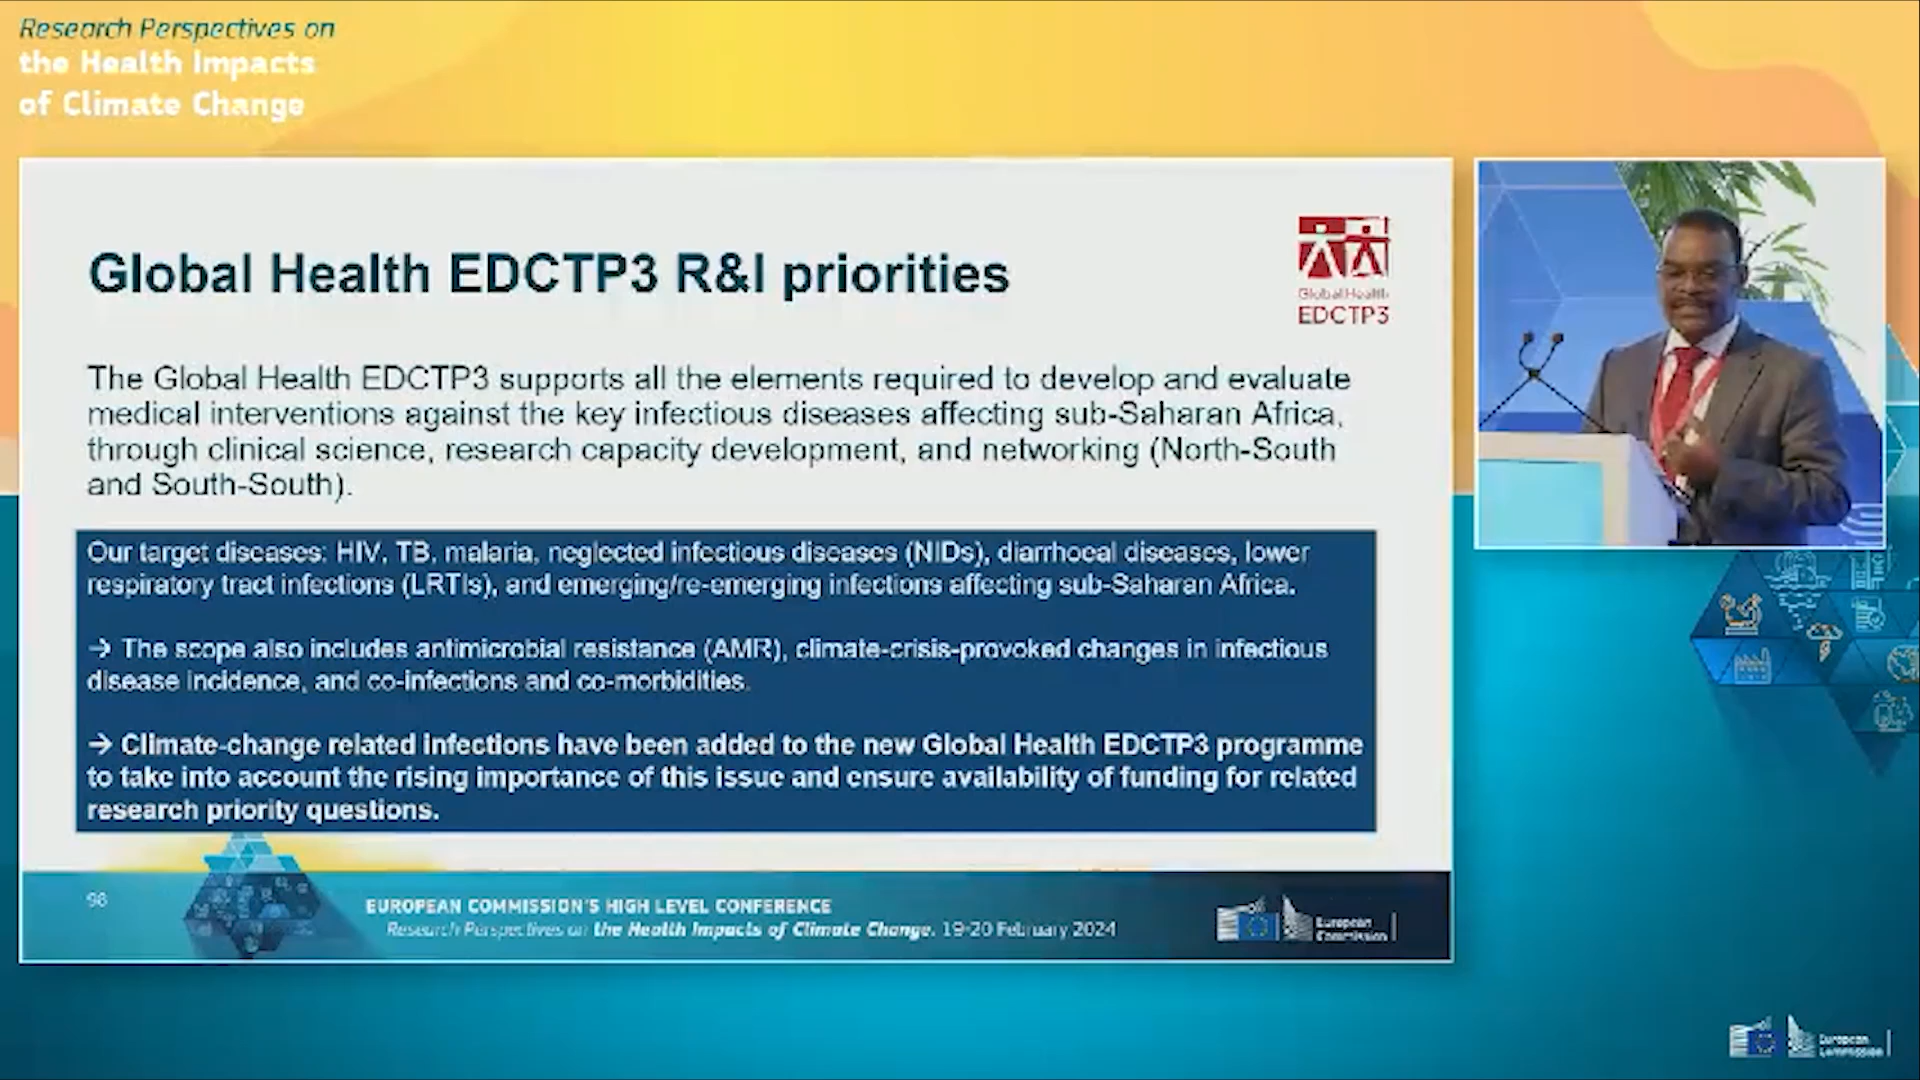 Research Perspectives on
the Health Impacts
of Climate Change
Global Health EDCTP3 R&I priorities
Global Health
EDCTP3
The Global Health EDCTP3 supports all the elements required to develop and evaluate
medical interventions against the key infectious diseases affecting sub-Saharan Africa,
through clinical science, research capacity development, and networking (North-South
and South-South).
Our target diseases: HIV, TB, malaria, neglected infectious diseases (NIDs), diarrhoeal diseases, lower
respiratory tract infections (LRTIs), and emerging/re-emerging infections affecting sub-Saharan Africa.
→ The scope also includes antimicrobial resistance (AMR), climate-crisis-provoked changes in infectious
disease incidence, and co-infections and co-morbidities.
→ Climate-change related infections have been added to the new Global Health EDCTP3 programme
to take into account the rising importance of this issue and ensure availability of funding for related
research priority questions.
98
EUROPEAN COMMISSION'S HIGH LEVEL CONFERENCE
Research Perspectives on the Health Impacts of Climate Change, 19-20 February 2024
European
Commission
European
Commission